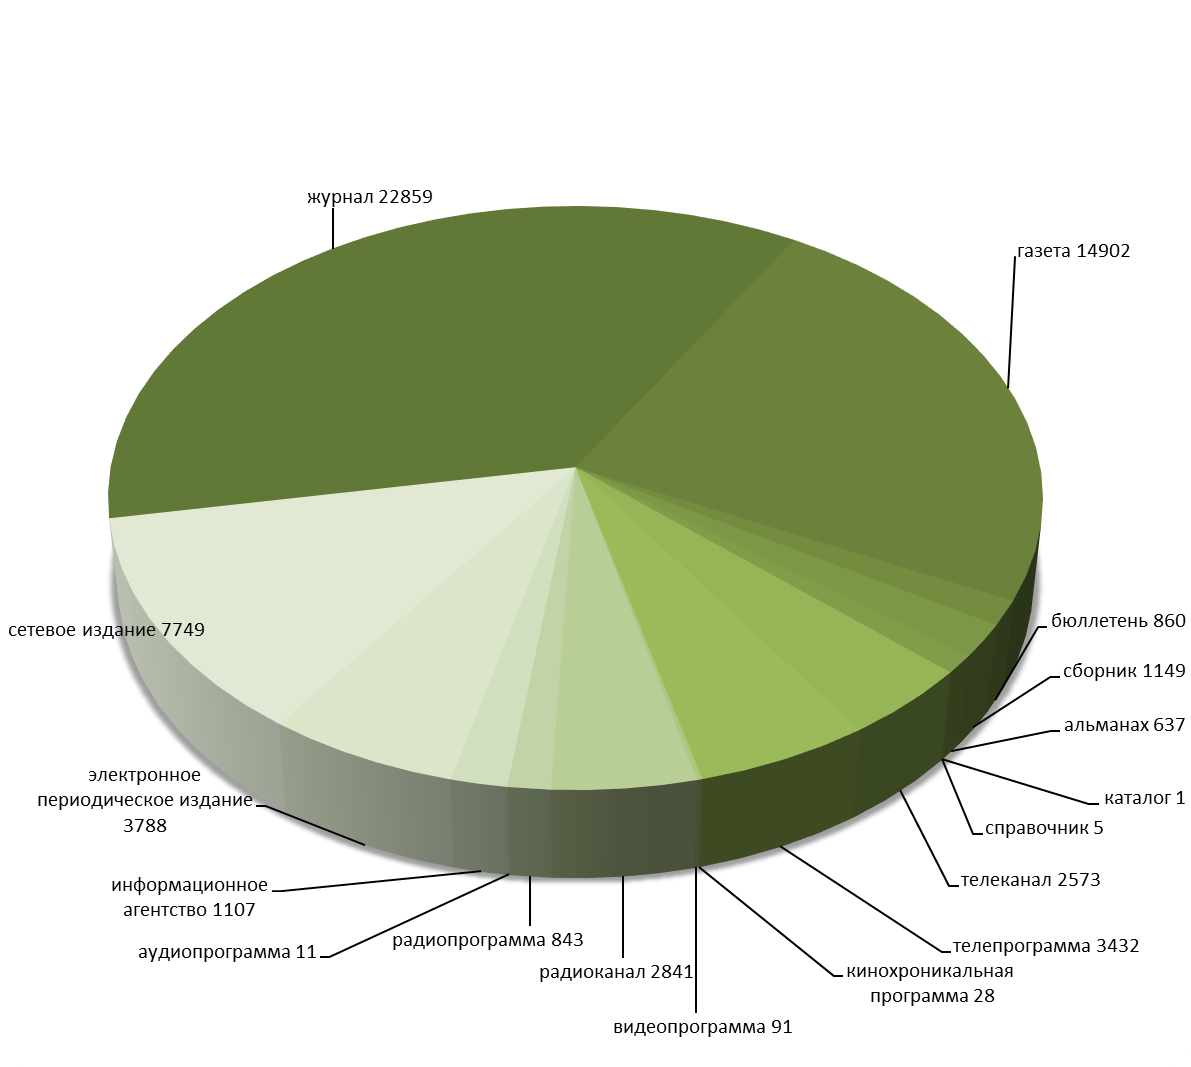 журнал 22859
газета 14902
бюллетень 860
сборник 1149
альманах 637
каталог 1
справочник 5
телеканал 2573
телепрограмма 3432
кинохроникальная
программа 28
видеопрограмма 91
радиоканал 2841
радиопрограмма 843
аудиопрограмма 11
информационное
агентство 1107
электронное
периодическое издание
3788
сетевое издание 7749